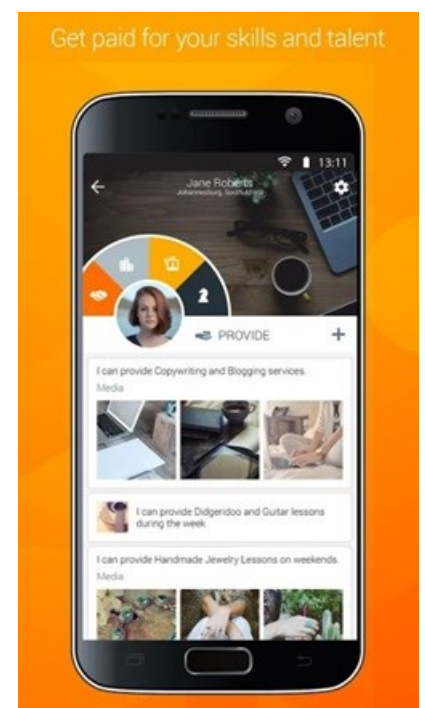 Get paid for your skills and talent
13:11
Jane Roberts
Johannesburg, South Africa
PROVIDE
I can provide Copywriting and Blogging services.
Media
I can provide Didgeridoo and Guitar lessons
during the week.
I can provide Handmade Jewelry Lessons on weekends.
Media